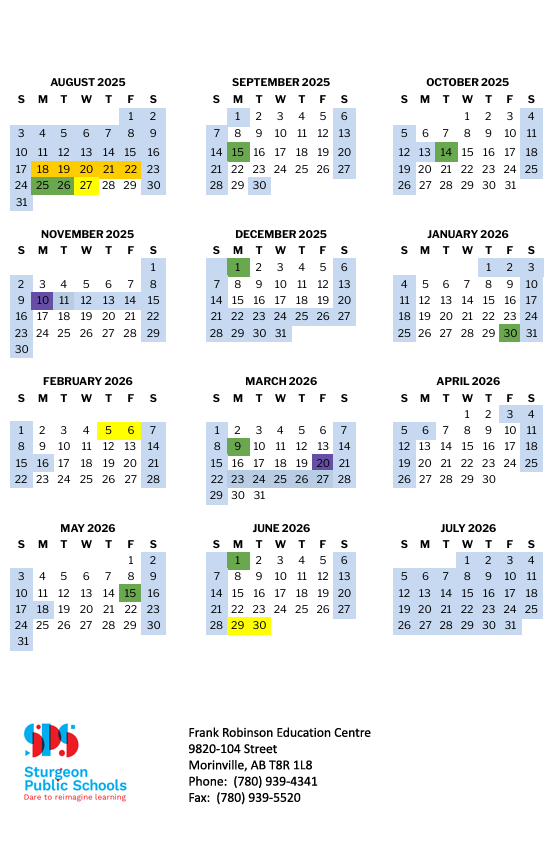 AUGUST 2025
S M T W T F S
1 2
3 4 5 6 7 8 9
10 11 12 13 14 15 16
17 18 19 20 21 22 23
24 25 26 27 28 29 30
31
SEPTEMBER 2025
S M T W T F S
1 2 3 4 5 6
7 8 9 10 11 12 13
14 15 16 17 18 19 20
21 22 23 24 25 26 27
28 29 30
OCTOBER 2025
S M T W T F S
1 2 3 4
5 6 7 8 9 10 11
12 13 14 15 16 17 18
19 20 21 22 23 24 25
26 27 28 29 30 31
NOVEMBER 2025
S M T W T F S
1
2 3 4 5 6 7 8
9 10 11 12 13 14 15
16 17 18 19 20 21 22
23 24 25 26 27 28 29
30
DECEMBER 2025
S M T W T F S
1 2 3 4 5 6
7 8 9 10 11 12 13
14 15 16 17 18 19 20
21 22 23 24 25 26 27
28 29 30 31
JANUARY 2026
S M T W T F S
1 2 3
4 5 6 7 8 9 10
11 12 13 14 15 16 17
18 19 20 21 22 23 24
25 26 27 28 29 30 31
FEBRUARY 2026
S M T W T F S
1 2 3 4 5 6 7
8 9 10 11 12 13 14
15 16 17 18 19 20 21
22 23 24 25 26 27 28
MARCH 2026
S M T W T F S
1 2 3 4 5 6 7
8 9 10 11 12 13 14
15 16 17 18 19 20 21
22 23 24 25 26 27 28
29 30 31
APRIL 2026
S M T W T F S
1 2 3 4
5 6 7 8 9 10 11
12 13 14 15 16 17 18
19 20 21 22 23 24 25
26 27 28 29 30
MAY 2026
S M T W T F S
1 2
3 4 5 6 7 8 9
10 11 12 13 14 15 16
17 18 19 20 21 22 23
24 25 26 27 28 29 30
31
JUNE 2026
S M T W T F S
1 2 3 4 5 6
7 8 9 10 11 12 13
14 15 16 17 18 19 20
21 22 23 24 25 26 27
28 29 30
JULY 2026
S M T W T F S
1 2 3 4
5 6 7 8 9 10 11
12 13 14 15 16 17 18
19 20 21 22 23 24 25
26 27 28 29 30 31
SPS
Sturgeon
Public Schools
Dare to reimagine learning
Frank Robinson Education Centre
9820-104 Street
Morinville, AB T8R 1L8
Phone: (780) 939-4341
Fax: (780) 939-5520